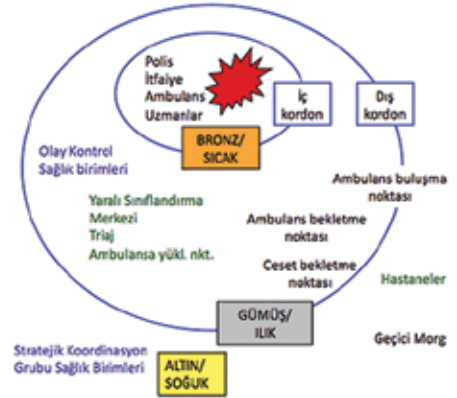 Polis
İtfaiye
Ambulans
Uzmanlar
İç
kordon
Dış
kordon
BRONZ/
SICAK
Olay Kontrol
Sağlık birimleri
Ambulans buluşma
noktası
Yaralı Sınıflandırma
Merkezi
Triaj
Ambulansa yükl. nkt.
Ambulans bekletme
noktası
Ceset bekletme
noktası
Hastaneler
GÜMÜŞ/
ILIK
Geçici Morg
Stratejik Koordinasyon
Grubu Sağlık Birimleri
ALTIN/
SOĞUK